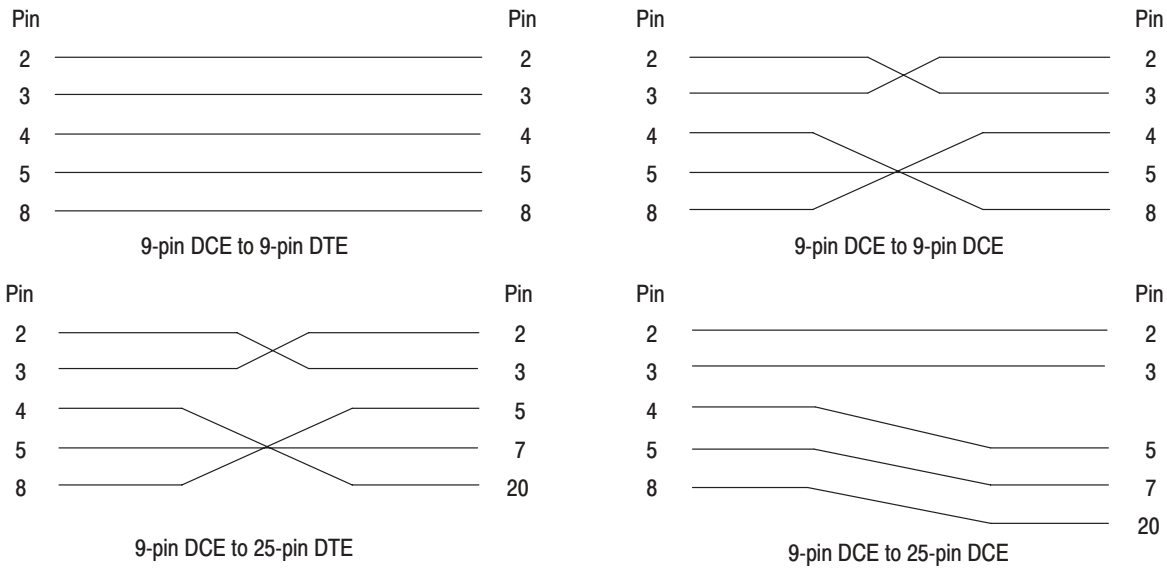 Pin Pin
2 2
3 3
4 4
5 5
8 8
9-pin DCE to 9-pin DTE
Pin Pin
2 2
3 3
4 4
5 5
8 8
9-pin DCE to 9-pin DCE
Pin Pin
2 2
3 3
4 5
5 7
8 20
9-pin DCE to 25-pin DTE
Pin Pin
2 2
3 3
4
5 5
8 7
20
9-pin DCE to 25-pin DCE